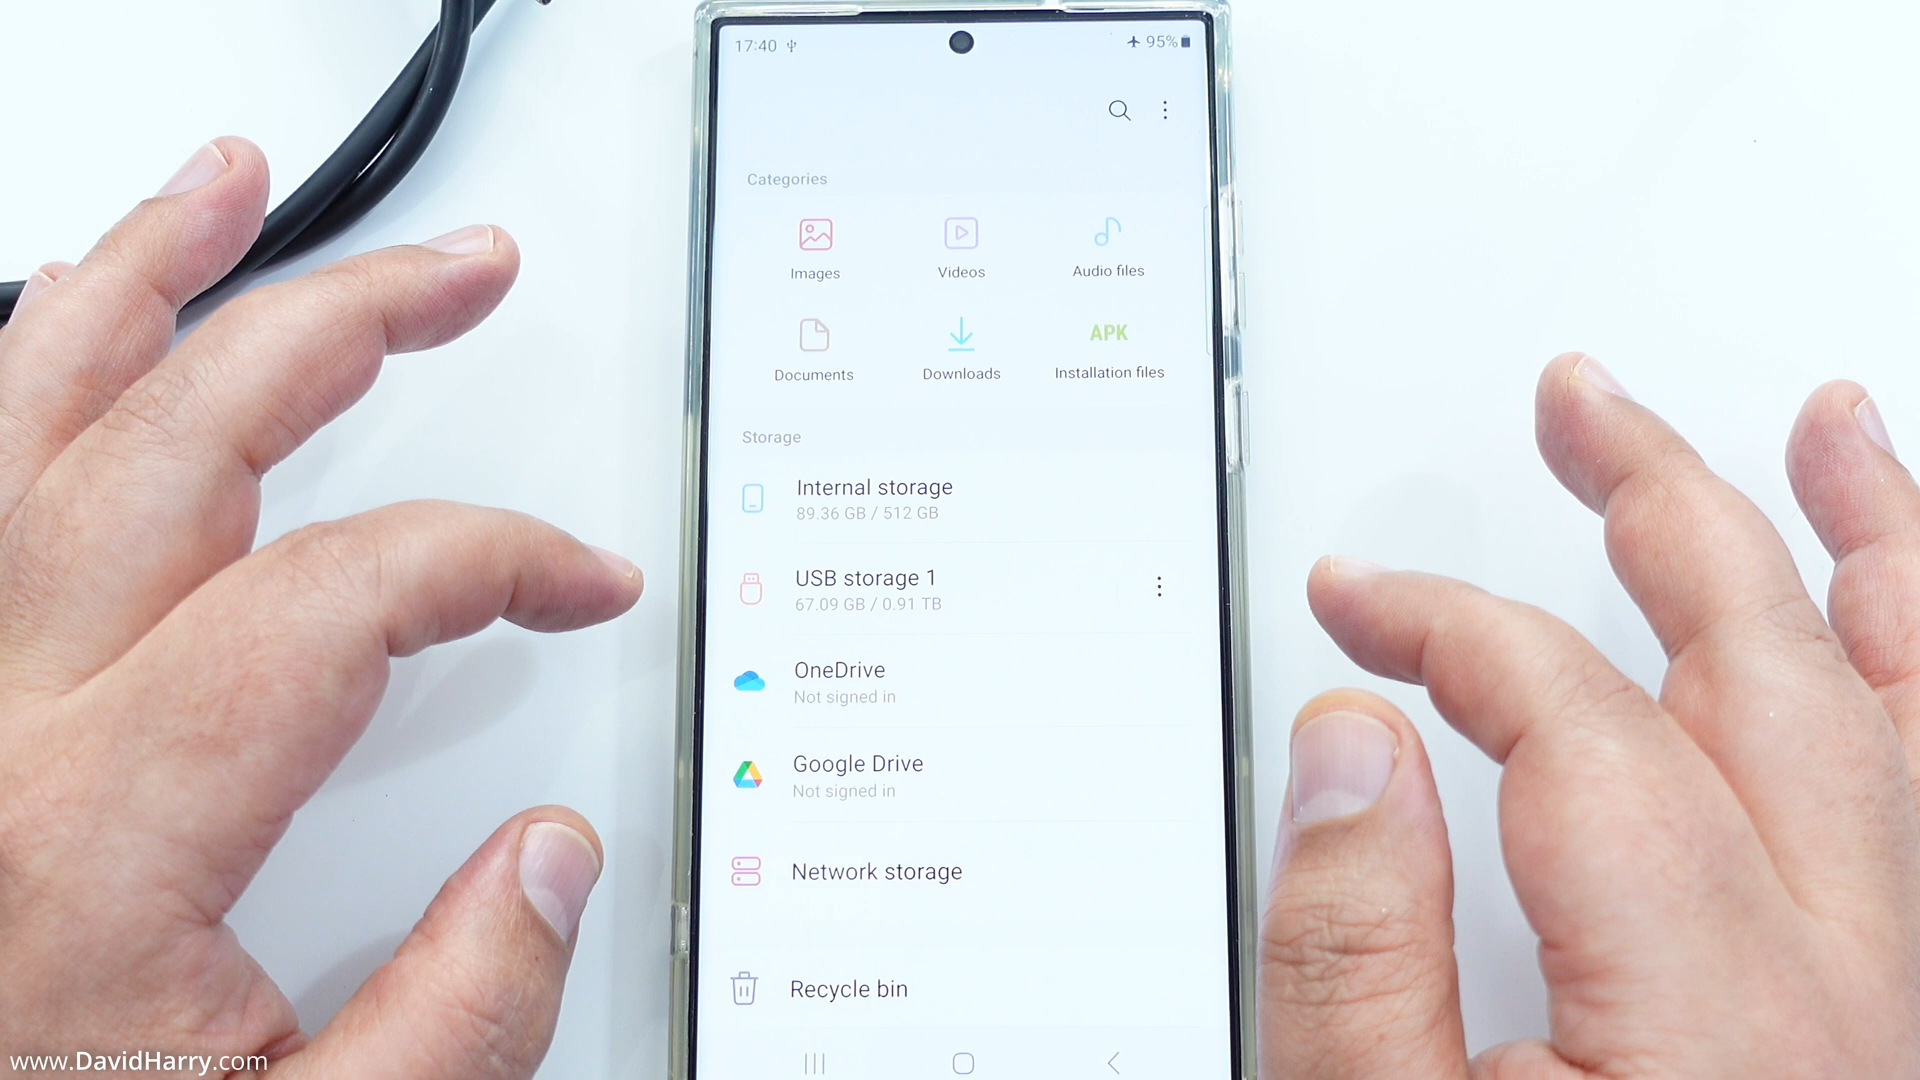 17:40
95%
Categories
Images
Videos
Audio files
Documents
Downloads
APK
Installation files
Storage
Internal storage
89.36 GB / 512 GB
USB storage 1
67.09 GB / 0.91 TB
OneDrive
Not signed in
Google Drive
Not signed in
Network storage
Recycle bin
www.DavidHarry.com